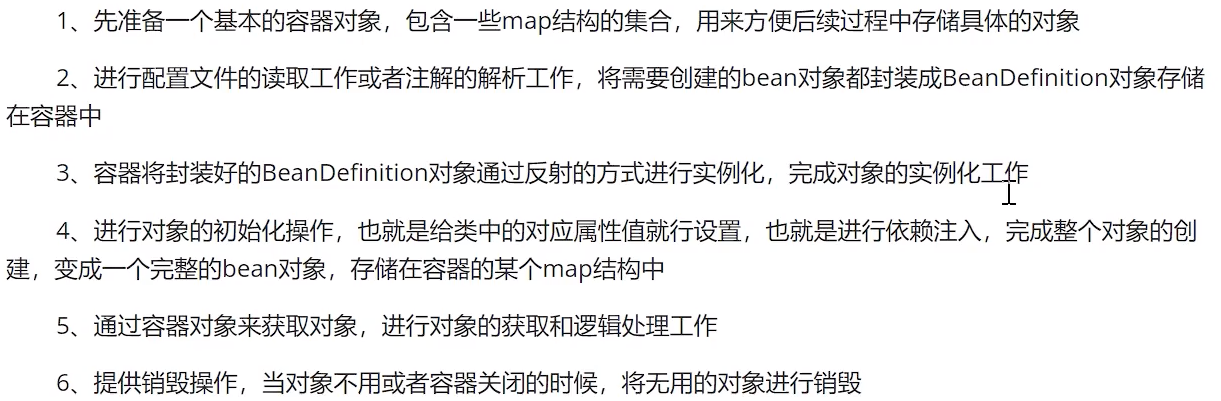 1、先准备一个基本的容器对象，包含一些map结构的集合，用来方便后续过程中存储具体的对象
2、进行配置文件的读取工作或者注解的解析工作，将需要创建的bean对象都封装成BeanDefinition对象存储
在容器中
3、容器将封装好的BeanDefinition对象通过反射的方式进行实例化，完成对象的实例化工作
4、进行对象的初始化操作，也就是给类中的对应属性值就行设置，也就是进行依赖注入，完成整个对象的创
建，变成一个完整的bean对象，存储在容器的某个map结构中
5、通过容器对象来获取对象，进行对象的获取和逻辑处理工作
6、提供销毁操作，当对象不用或者容器关闭的时候，将无用的对象进行销毁